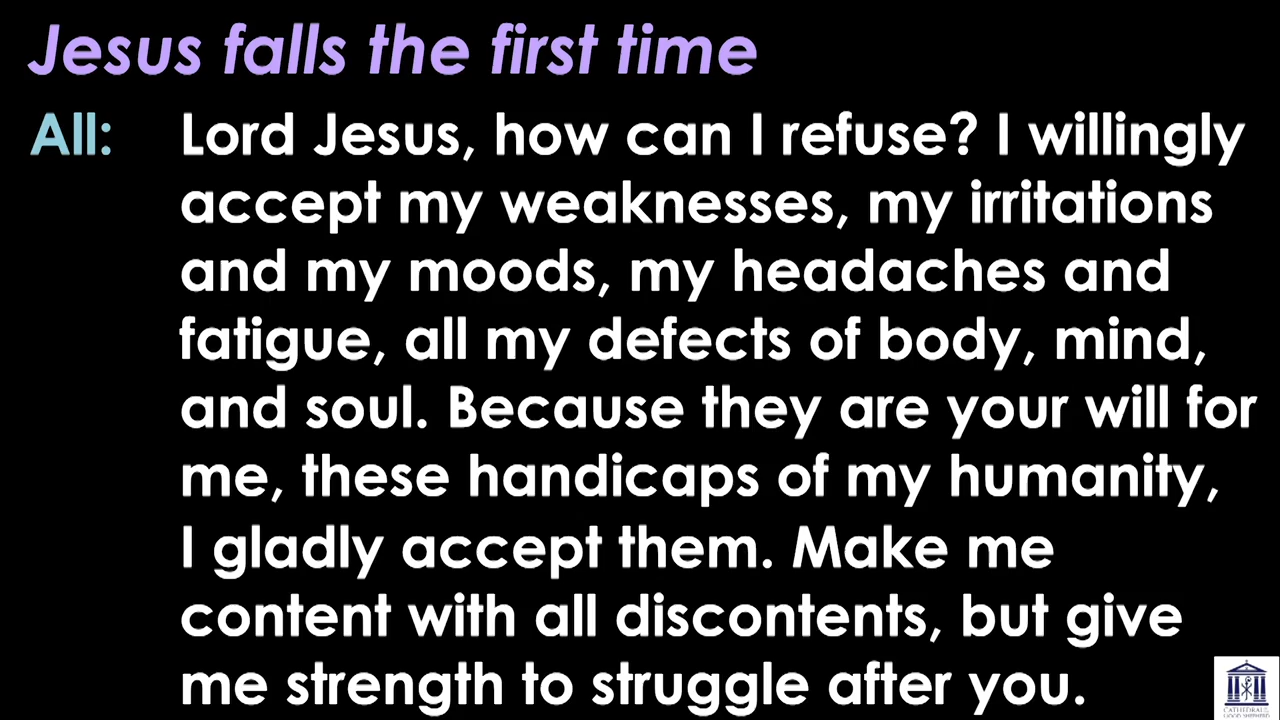 Jesus falls the first time
All: Lord Jesus, how can I refuse? I willingly
accept my weaknesses, my irritations
and my moods, my headaches and
fatigue, all my defects of body, mind,
and soul. Because they are your will for
me, these handicaps of my humanity,
I gladly accept them. Make me
content with all discontents, but give
me strength to struggle after you.
CATHEDRAL
GOOD SHEPHERD